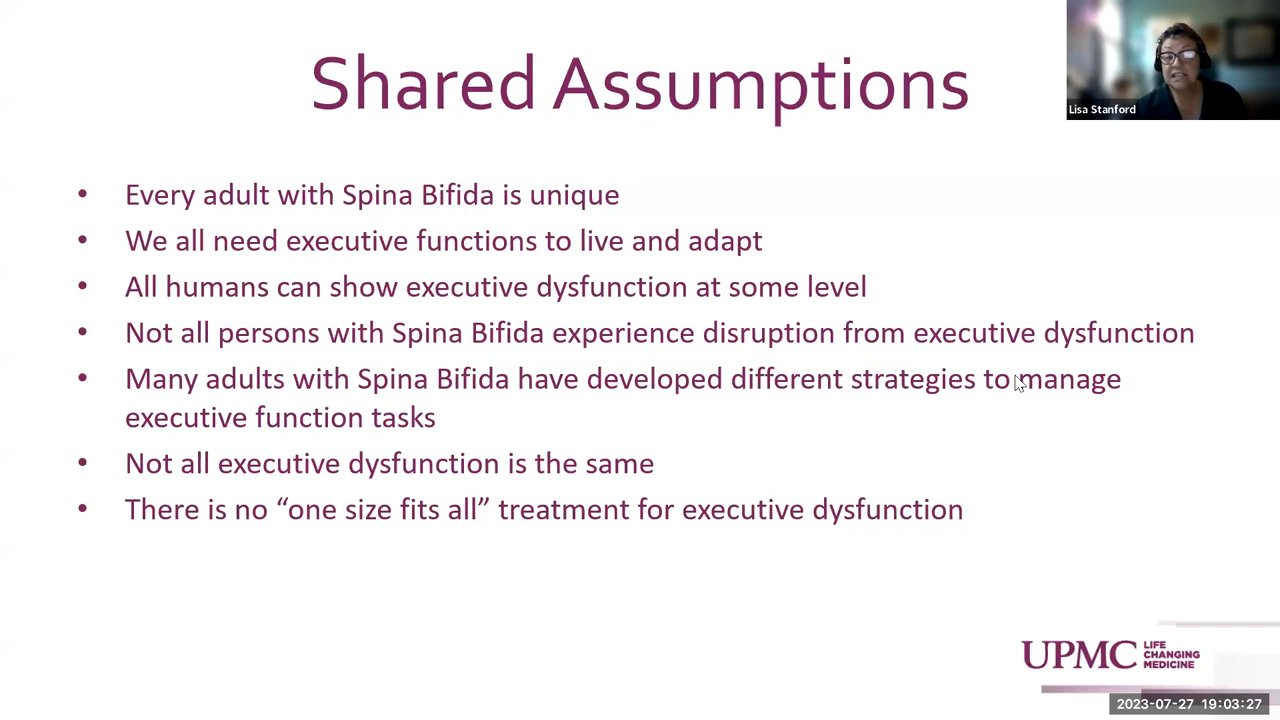 Shared Assumptions
Lisa Stanford
• Every adult with Spina Bifida is unique
• We all need executive functions to live and adapt
• All humans can show executive dysfunction at some level
• Not all persons with Spina Bifida experience disruption from executive dysfunction
• Many adults with Spina Bifida have developed different strategies to manage
executive function tasks
• Not all executive dysfunction is the same
• There is no “one size fits all” treatment for executive dysfunction
UPMC
LIFE
CHANGING
MEDICINE
2023-07-27 19:03:27